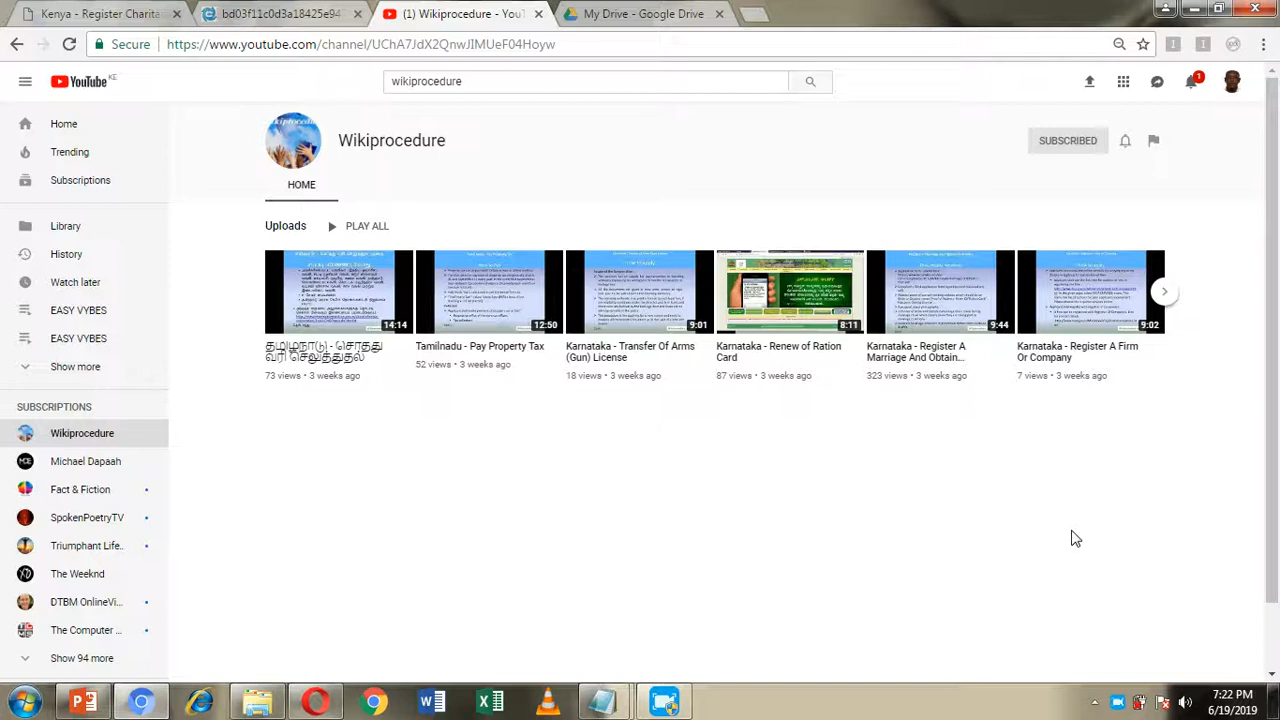 Kenya - Register Charita
bd03f11c0d3a18425e94
(1) Wikiprocedure - You
My Drive - Google Drive
Secure
https://www.youtube.com/channel/UChA7JdX2QnwJIMUeF04Hoyw
YouTube KE
wikiprocedure
1
Home
Trending
Subscriptions
Library
History
Watch later
EASY VYBES
EASY VYBES
Show more
SUBSCRIPTIONS
Wikiprocedure
Michael Dapaah
Fact & Fiction
SpokenPoetryTV
Triumphant Life..
The Weeknd
DTBM OnlineVi...
The Computer ...
Show 94 more
Wikiprocedure
SUBSCRIBED
HOME
Uploads
PLAY ALL
14:14
12:50
9:01
8:11
9:44
9:02
தமிழ்நாடு - சொத்து
வரி செலுத்துதல்
73 views • 3 weeks ago
Tamilnadu - Pay Property Tax
52 views • 3 weeks ago
Karnataka - Transfer Of Arms
(Gun) License
18 views • 3 weeks ago
Karnataka - Renew of Ration
Card
87 views • 3 weeks ago
Karnataka - Register A
Marriage And Obtain...
323 views • 3 weeks ago
Karnataka - Register A Firm
Or Company
7 views • 3 weeks ago
7:22 PM
6/19/2019